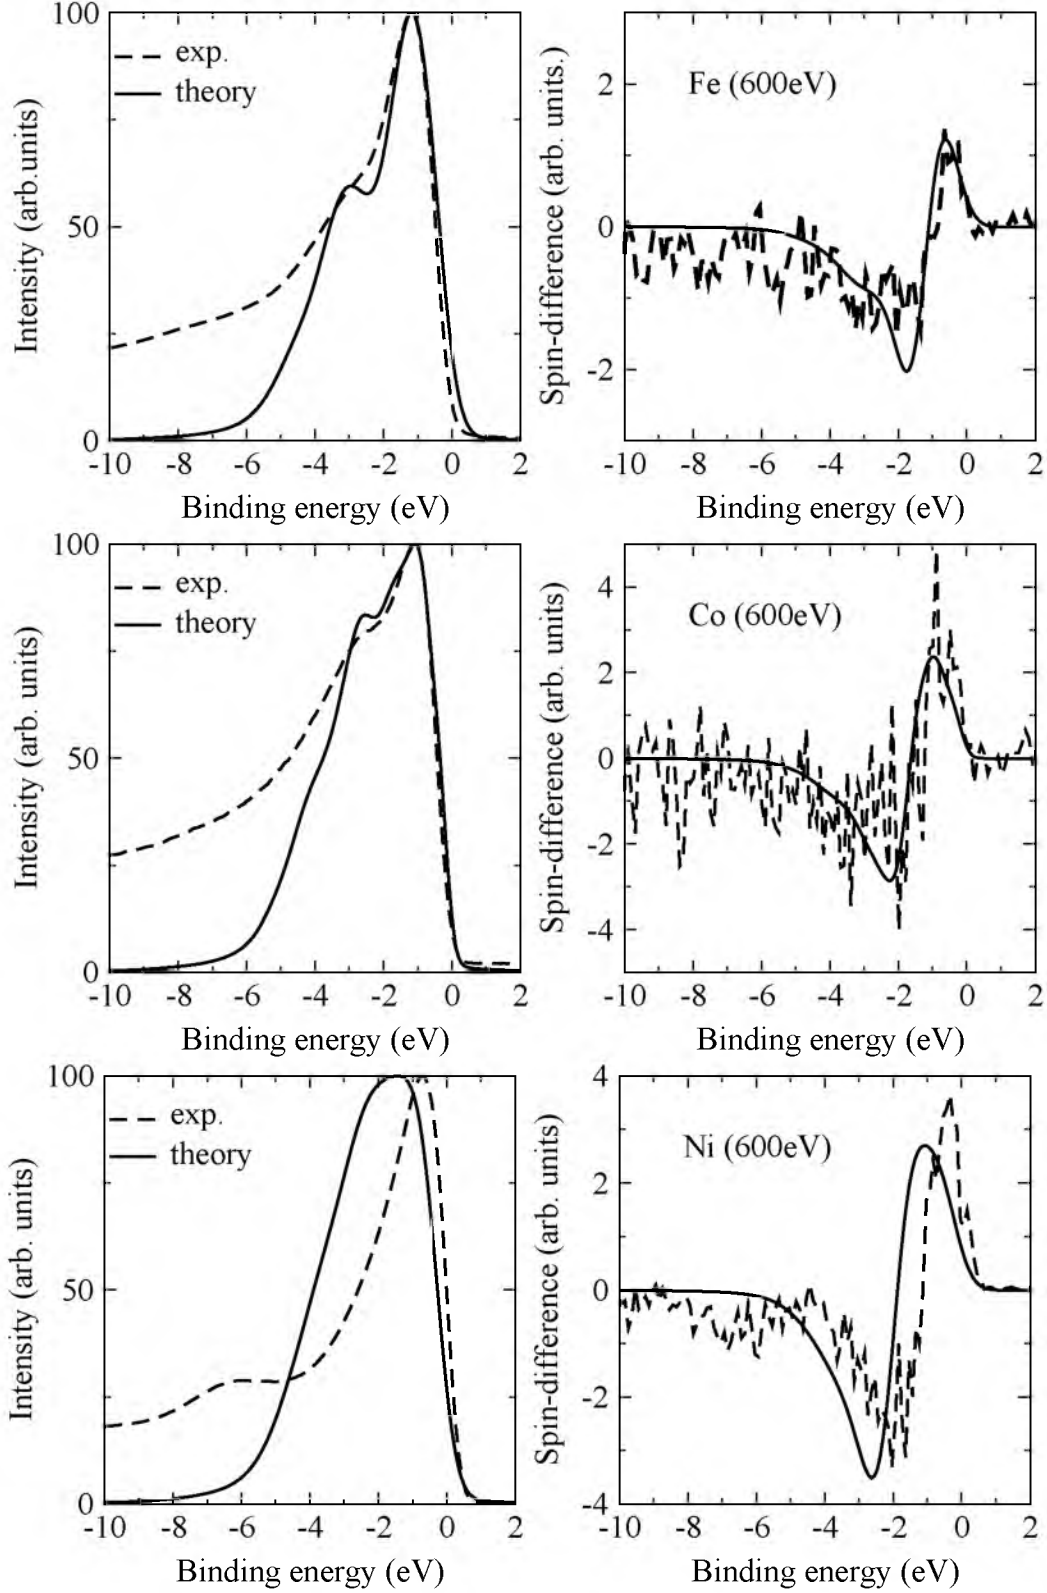 100
exp.
theory
50
0
Intensity (arb.units)
-10 -8 -6 -4 -2 0 2
Binding energy (eV)
Fe (600eV)
2
0
-2
Spin-difference (arb. units.)
-10 -8 -6 -4 -2 0 2
Binding energy (eV)
100
exp.
theory
50
0
Intensity (arb. units)
-10 -8 -6 -4 -2 0 2
Binding energy (eV)
Co (600eV)
4
2
0
-2
-4
Spin-difference (arb. units)
-10 -8 -6 -4 -2 0 2
Binding energy (eV)
100
exp.
theory
50
0
Intensity (arb. units)
-10 -8 -6 -4 -2 0 2
Binding energy (eV)
4
Ni (600eV)
2
0
-2
-4
Spin-difference (arb. units)
-10 -8 -6 -4 -2 0 2
Binding energy (eV)